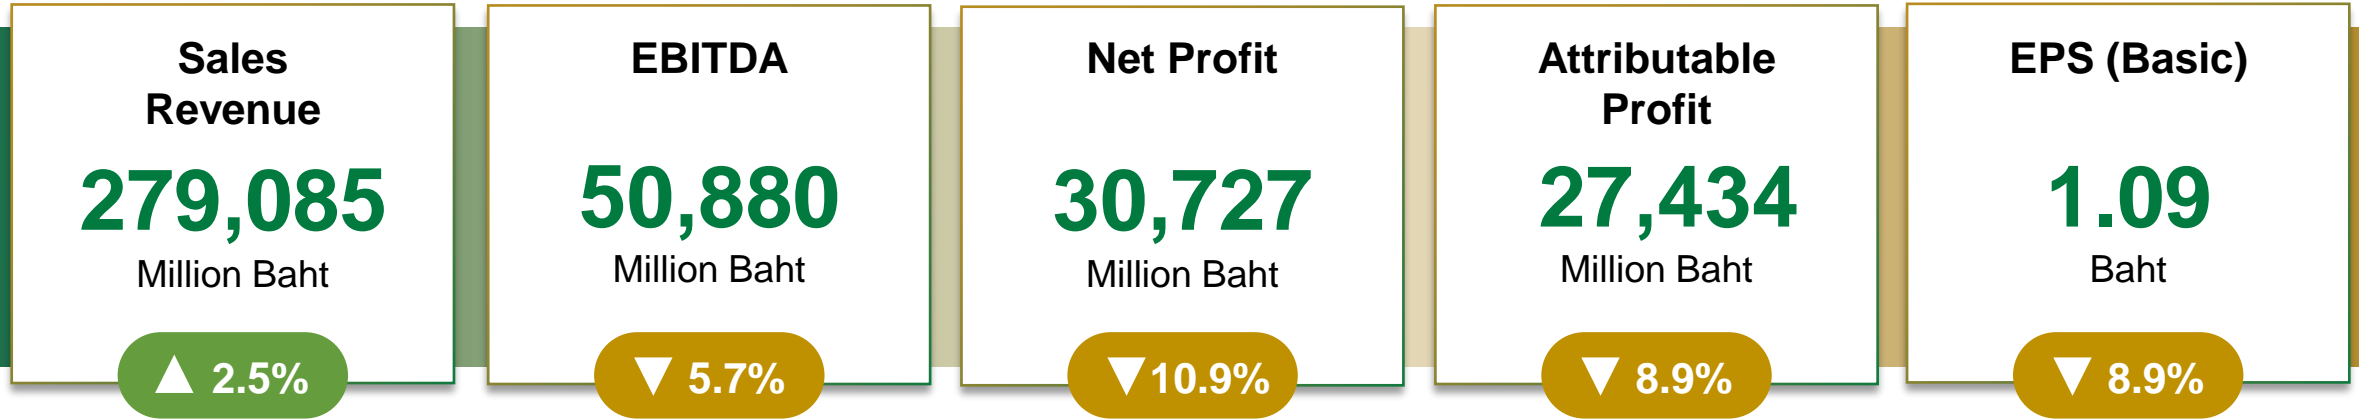 Sales
Revenue
279,085
Million Baht
▲ 2.5%
EBITDA
50,880
Million Baht
▼ 5.7%
Net Profit
30,727
Million Baht
▼10.9%
Attributable
Profit
27,434
Million Baht
▼ 8.9%
EPS (Basic)
1.09
Baht
▼ 8.9%